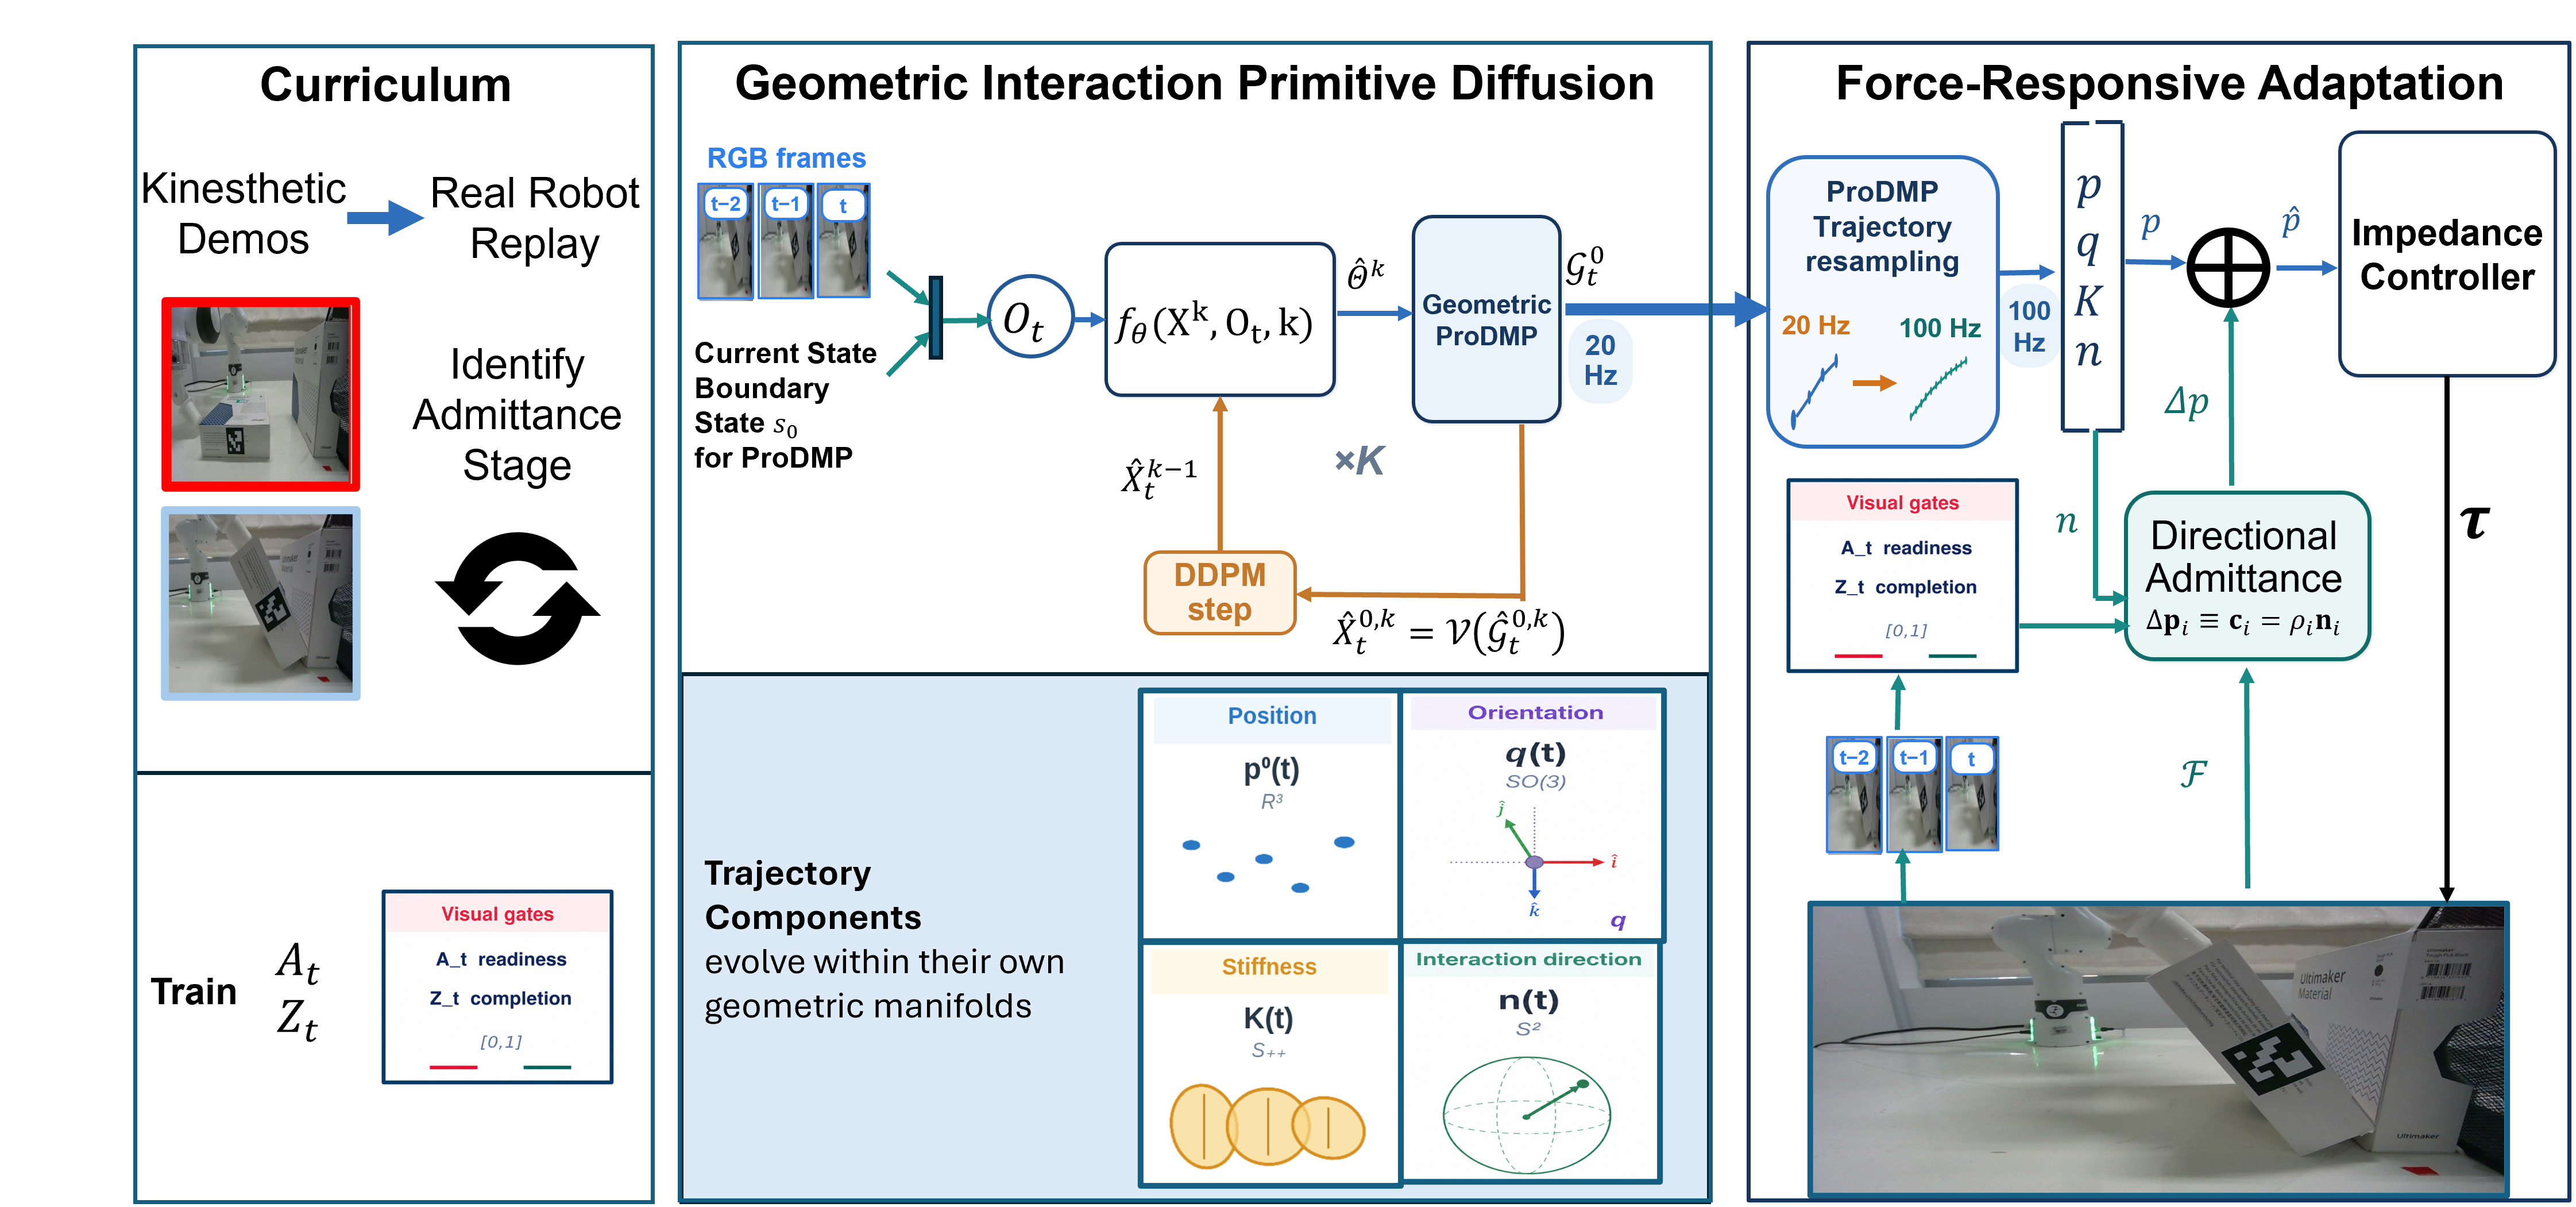 Curriculum
Kinesthetic
Demos
Real Robot
Replay
Identify
Admittance
Stage
Train
A_t
Z_t
Visual gates
A_t readiness
Z_t completion
[0,1]
Geometric Interaction Primitive Diffusion
RGB frames
t−2
t−1
t
Current State
Boundary
State s₀
for ProDMP
O_t
f_θ(X^k, O_t, k)
Θ̂^k
Geometric
ProDMP
𝒢_t^0
20
Hz
×K
X̂_t^{k−1}
DDPM
step
X̂_t^{0,k} = 𝒱(𝒢̂_t^{0,k})
Trajectory
Components
evolve within their own
geometric manifolds
Position
p⁰(t)
R³
Orientation
q(t)
SO(3)
ĵ
î
k̂
q
Stiffness
K(t)
S₊₊
Interaction direction
n(t)
S²
Force-Responsive Adaptation
ProDMP
Trajectory
resampling
20 Hz
100 Hz
100
Hz
p
q
K
n
p
p̂
Impedance
Controller
Δp
n
τ
Visual gates
A_t readiness
Z_t completion
[0,1]
Directional
Admittance
Δp_i ≡ c_i = ρ_i n_i
t−2
t−1
t
ℱ
Ultimaker
Material
Ultimaker